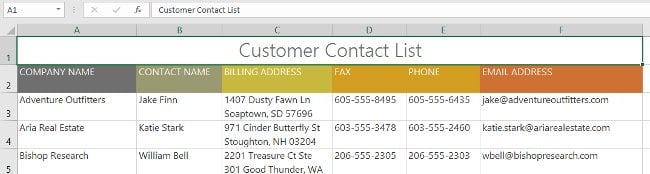 A1 fx Customer Contact List
A B C D E F
1 Customer Contact List
2 COMPANY NAME CONTACT NAME BILLING ADDRESS FAX PHONE EMAIL ADDRESS
Adventure Outfitters Jake Finn 1407 Dusty Fawn Ln 605-555-8495 605-555-6435 jake@adventureoutfitters.com
3 Soaptown, SD 57696
Aria Real Estate Katie Stark 971 Cinder Butterfly St 603-555-3478 603-555-2460 katie.stark@ariarealestate.com
4 Stoughton, NH 03204
Bishop Research William Bell 2201 Treasure Ct Ste 206-555-2305 206-555-2303 wbell@bishopresearch.com
5 301 Good Thunder, WA